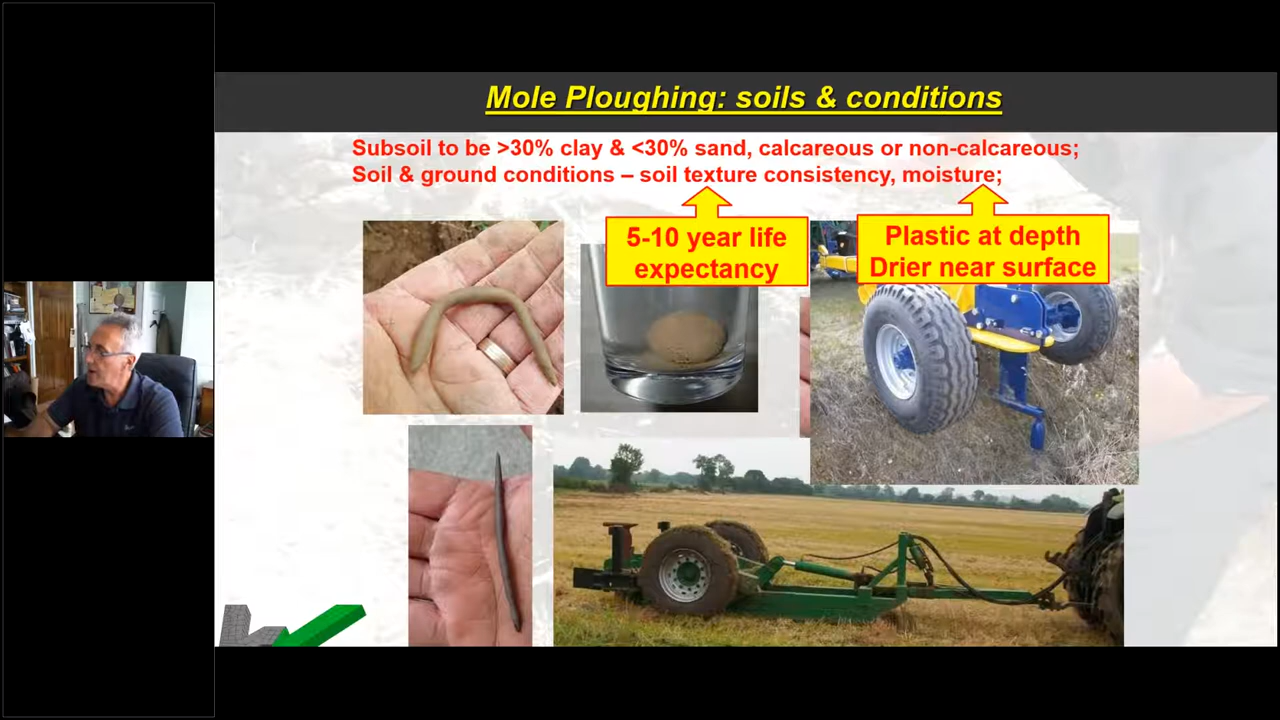 Mole Ploughing: soils & conditions
Subsoil to be >30% clay & <30% sand, calcareous or non-calcareous;
Soil & ground conditions – soil texture consistency, moisture;
5-10 year life
expectancy
Plastic at depth
Drier near surface